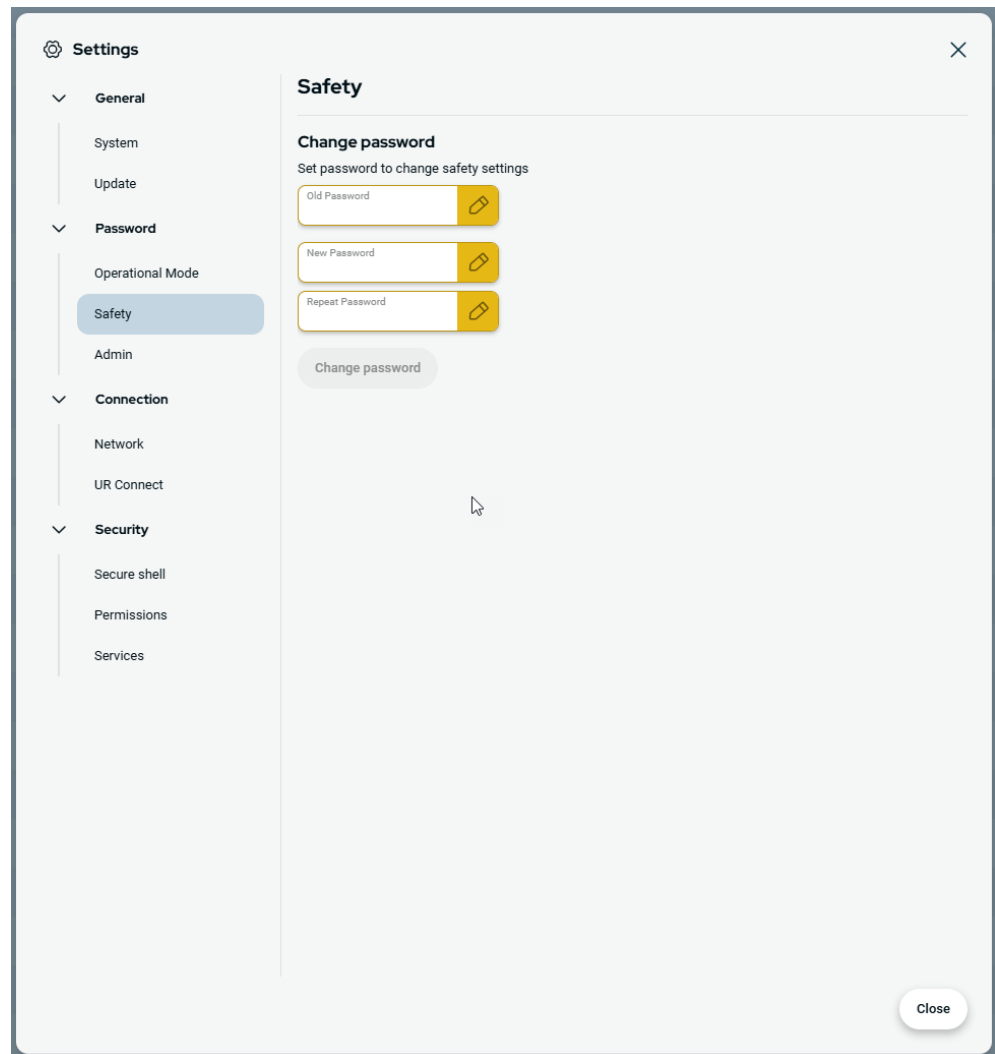 Settings
General
System
Update
Password
Operational Mode
Safety
Admin
Connection
Network
UR Connect
Security
Secure shell
Permissions
Services
Safety
Change password
Set password to change safety settings
Old Password
New Password
Repeat Password
Change password
Close